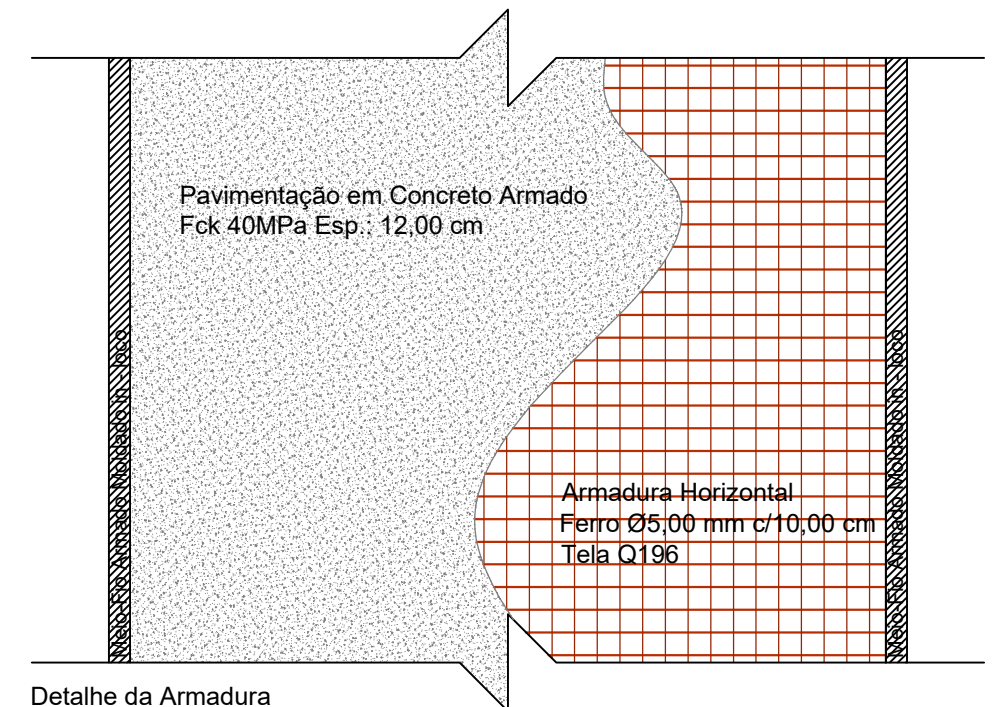 Pavimentação em Concreto Armado
Fck 40MPa Esp.: 12,00 cm
Meio-Fio Armado Moldado in- loco
Armadura Horizontal
Ferro Ø5,00 mm c/10,00 cm
Tela Q196
Meio-Fio Armado Moldado in- loco
Detalhe da Armadura